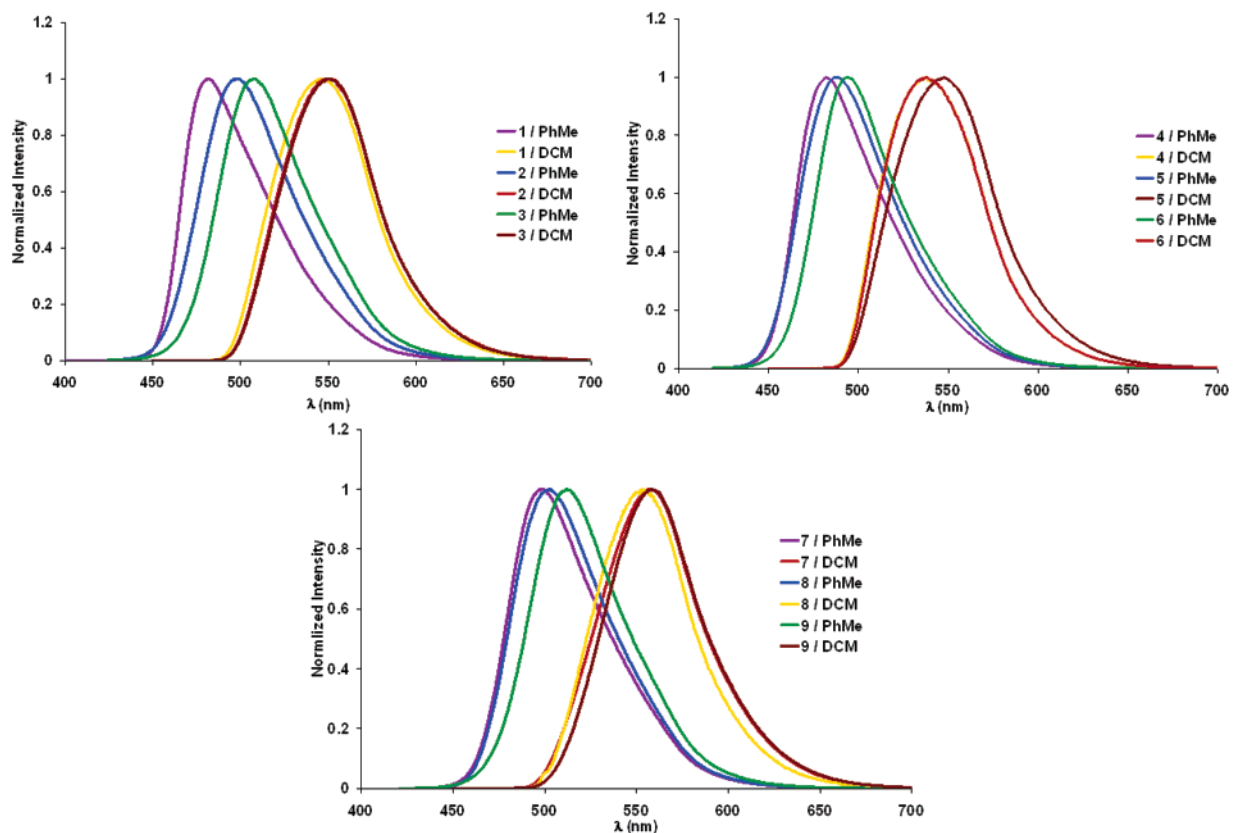 1.2
1
0.8
0.6
0.4
0.2
0
Normalized Intensity
400 450 500 550 600 650 700
λ (nm)
1 / PhMe
1 / DCM
2 / PhMe
2 / DCM
3 / PhMe
3 / DCM
1.2
1
0.8
0.6
0.4
0.2
0
Normalized Intensity
400 450 500 550 600 650 700
λ (nm)
4 / PhMe
4 / DCM
5 / PhMe
5 / DCM
6 / PhMe
6 / DCM
1.2
1
0.8
0.6
0.4
0.2
0
Normlized Intensity
400 450 500 550 600 650 700
λ (nm)
7 / PhMe
7 / DCM
8 / PhMe
8 / DCM
9 / PhMe
9 / DCM